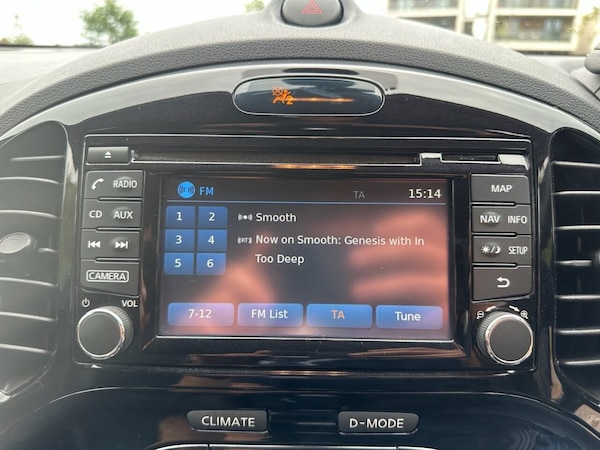 2
RADIO
CD AUX
CAMERA
VOL
FM
TA
15:14
1 2
3 4
5 6
Smooth
Now on Smooth: Genesis with In
Too Deep
7-12
FM List
TA
Tune
MAP
NAV INFO
SETUP
CLIMATE
D-MODE